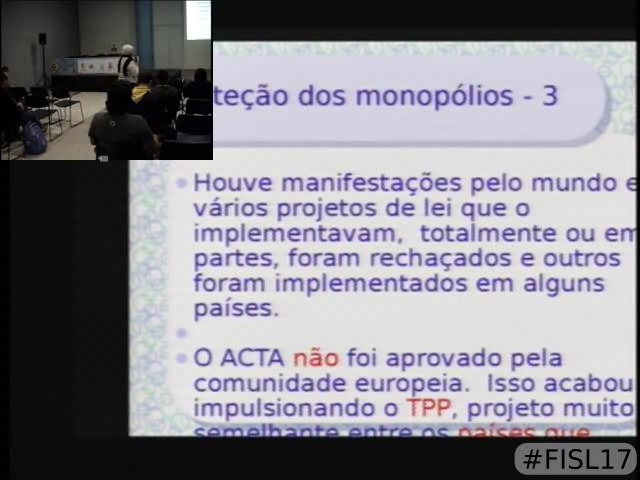 teção dos monopólios - 3
Houve manifestações pelo mundo e
vários projetos de lei que o
implementavam, totalmente ou em
partes, foram rechaçados e outros
foram implementados em alguns
países.
O ACTA não foi aprovado pela
comunidade europeia. Isso acabou
impulsionando o TPP, projeto muito
semelhante entre os países que
#FISL17